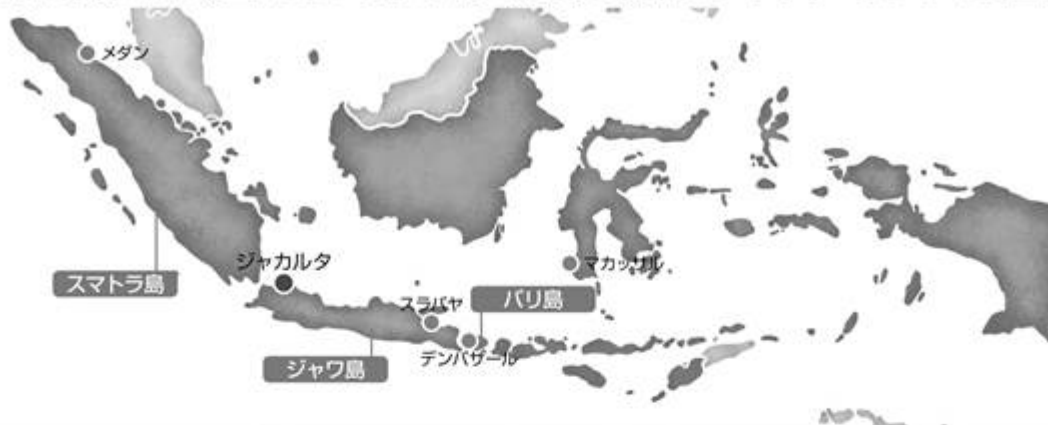 メダン
スマトラ島
ジャカルタ
マカッサル
スラバヤ
バリ島
デンパサール
ジャワ島